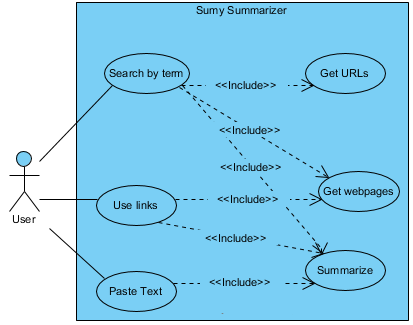 Sumy Summarizer
Search by term
<<Include>>
Get URLs
<<Include>>
<<Include>>
User
Use links
<<Include>>
Get webpages
<<Include>>
Summarize
Paste Text
<<Include>>